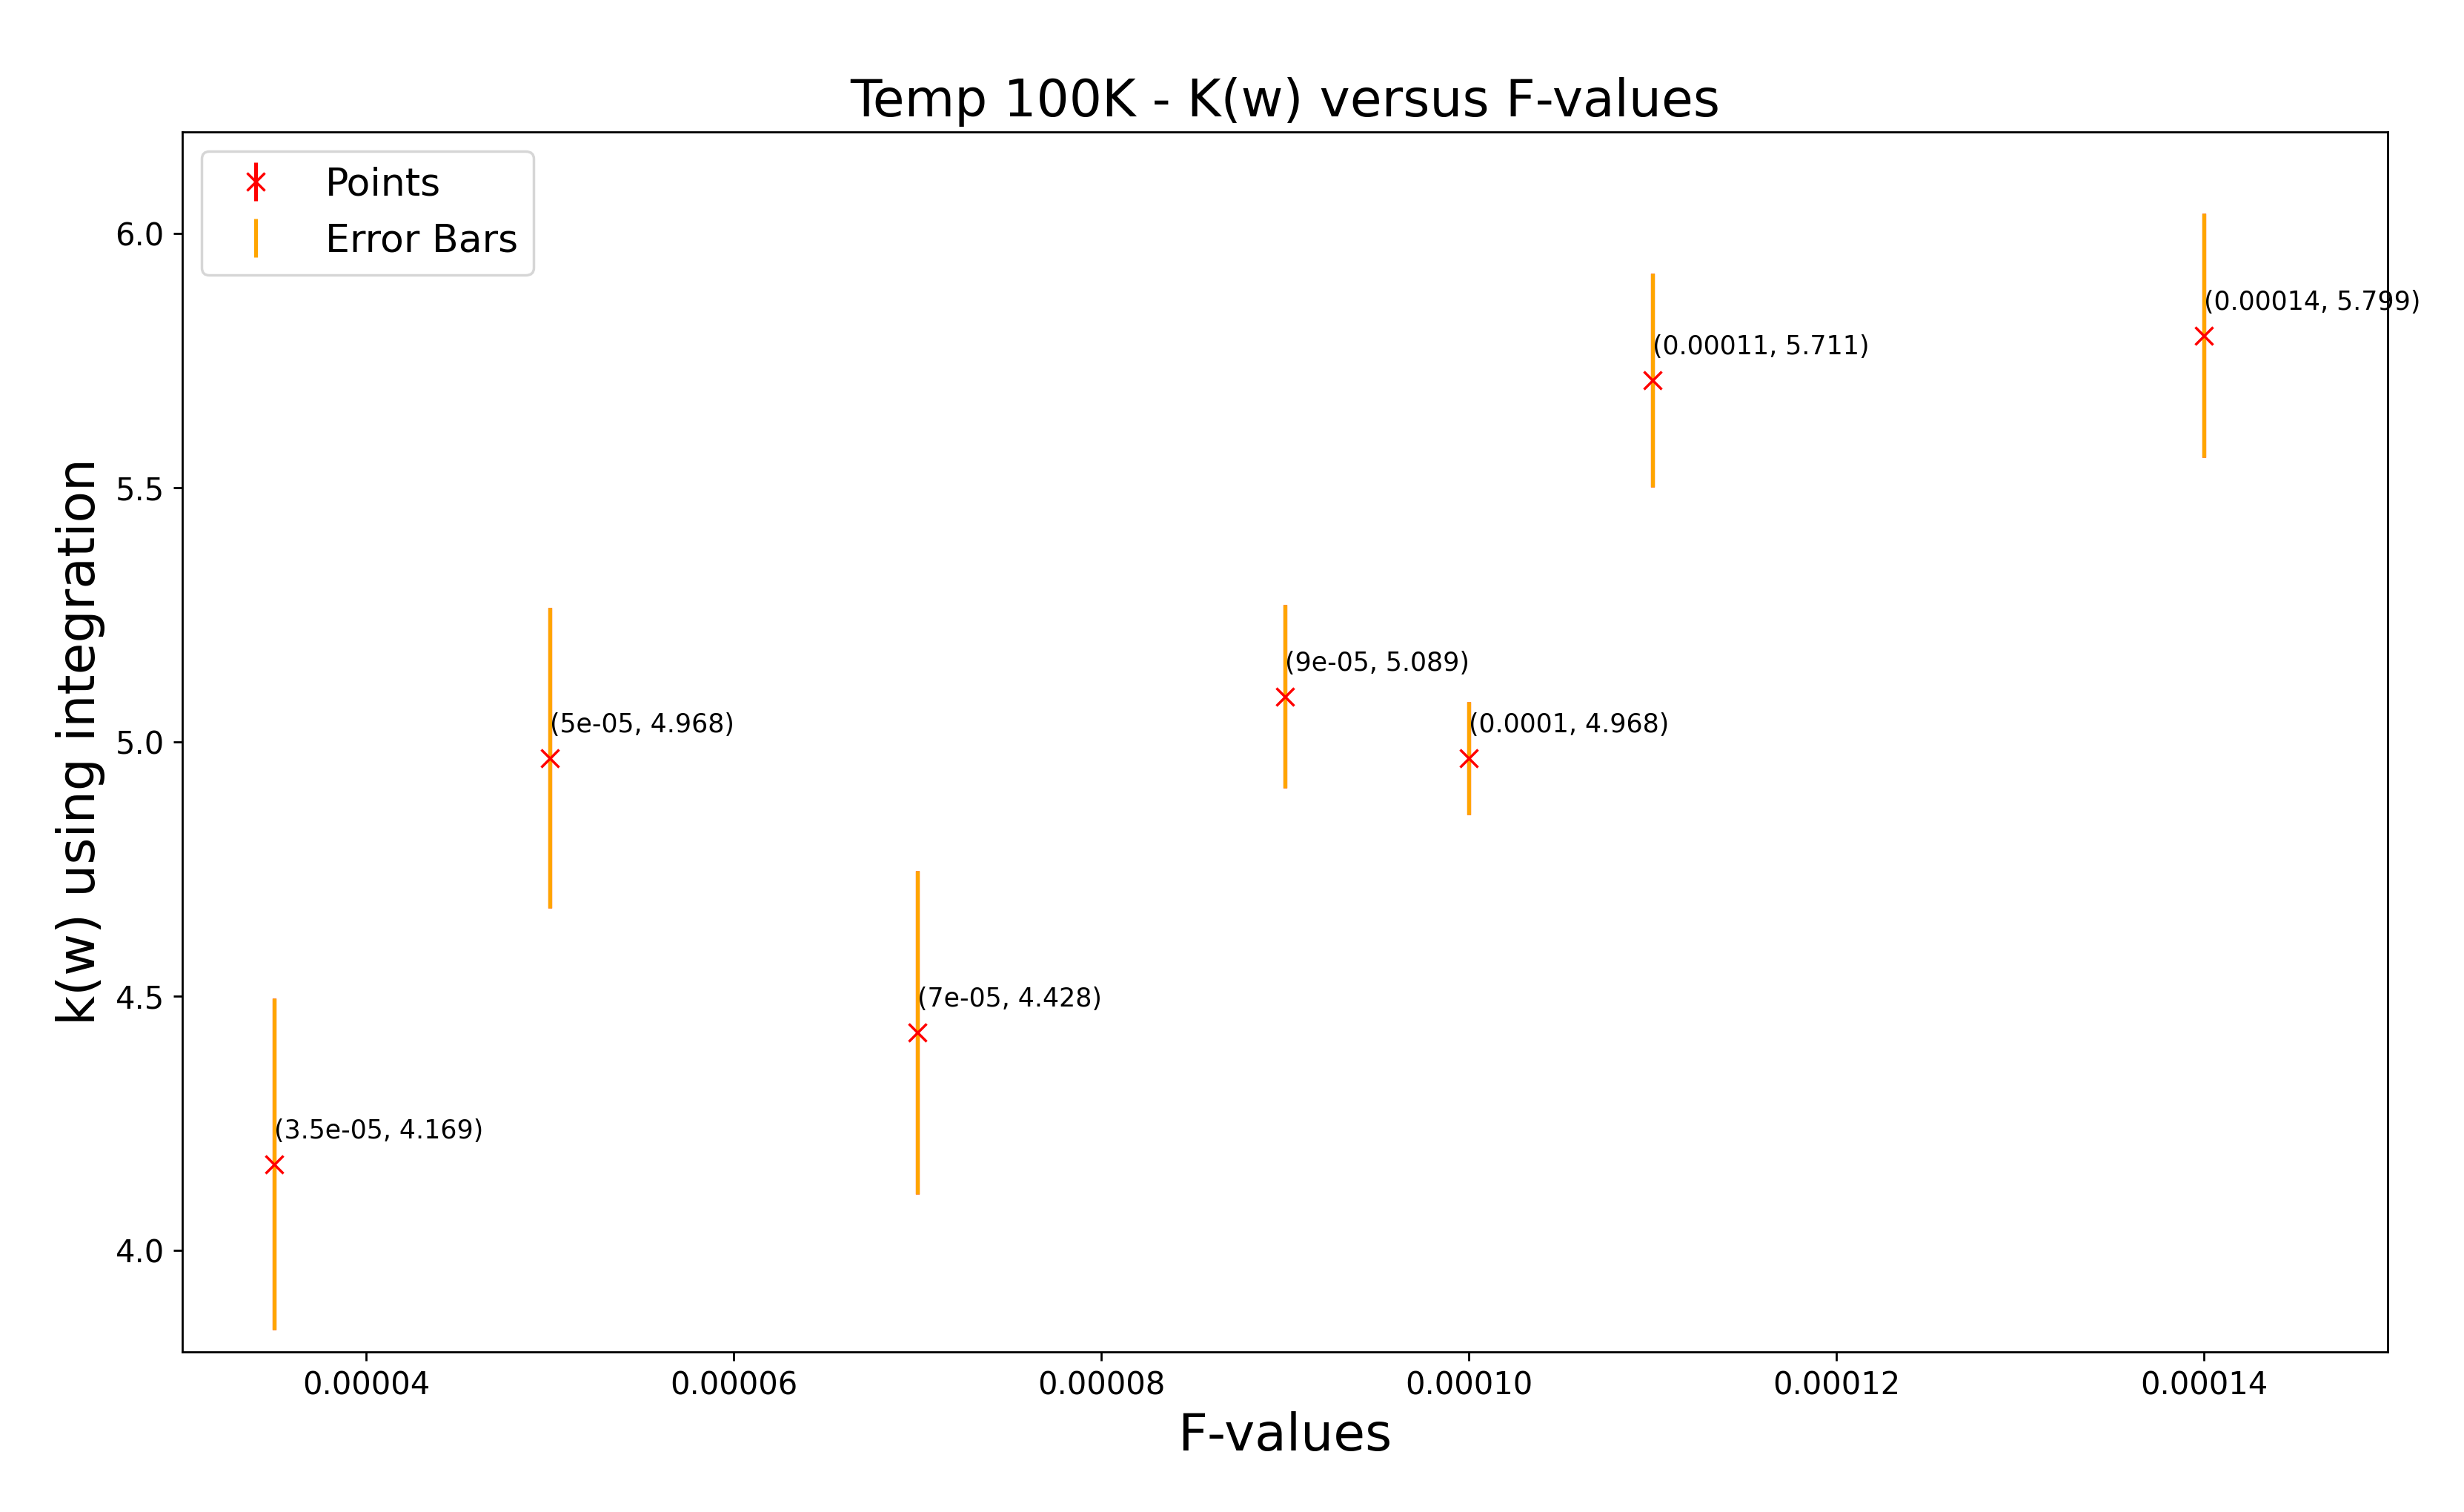 Temp 100K - K(w) versus F-values
Points
Error Bars
6.0
5.5
5.0
4.5
4.0
k(w) using integration
(0.00014, 5.799)
(0.00011, 5.711)
(9e-05, 5.089)
(5e-05, 4.968)
(0.0001, 4.968)
(7e-05, 4.428)
(3.5e-05, 4.169)
0.00004
0.00006
0.00008
0.00010
0.00012
0.00014
F-values